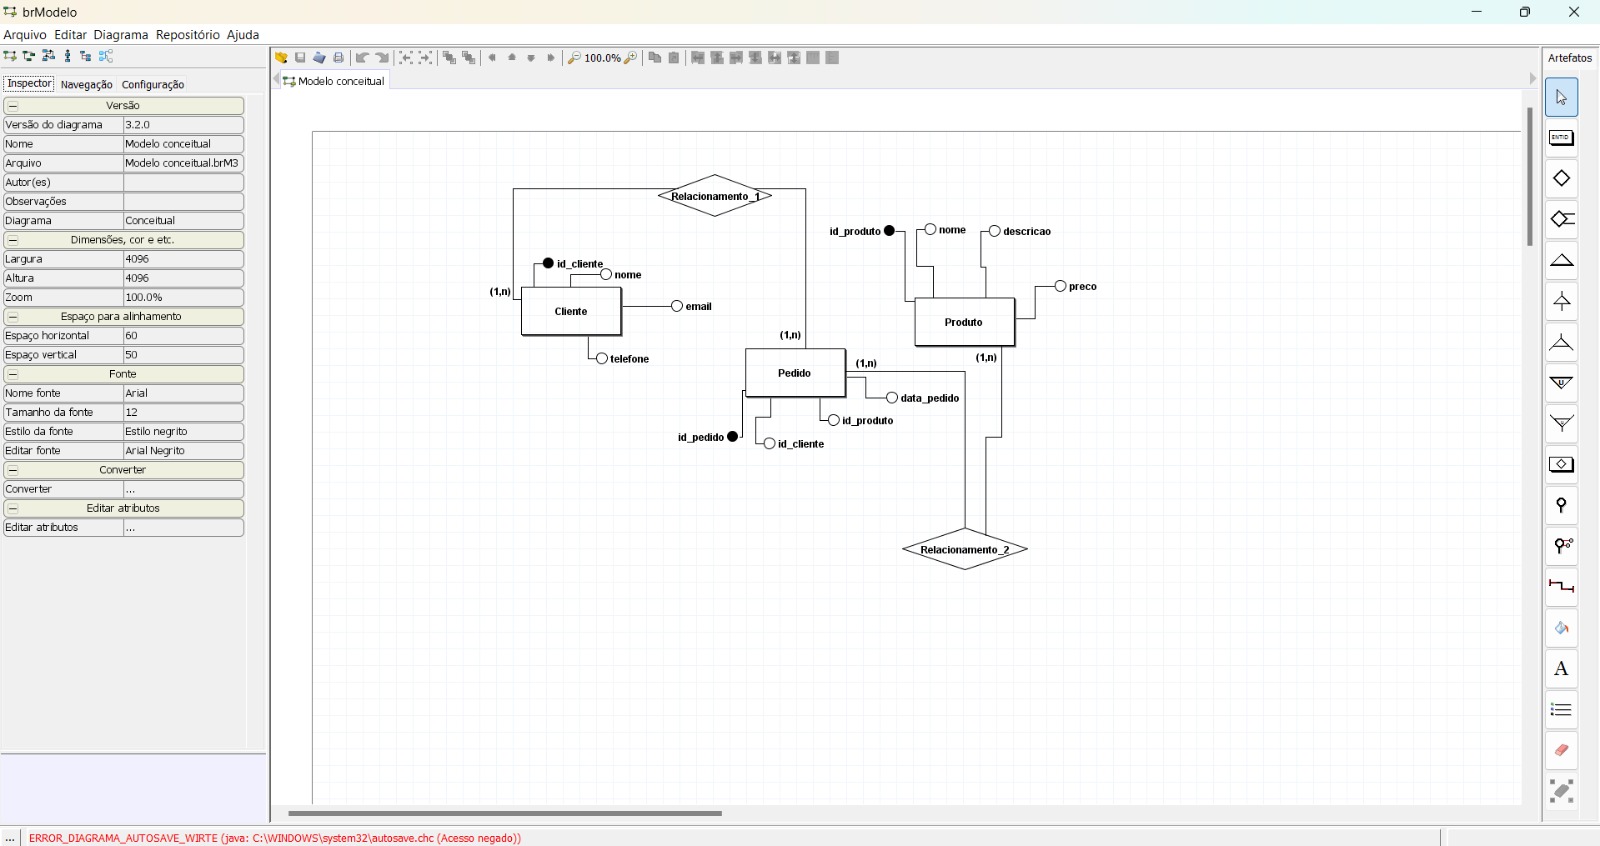 brModelo
Arquivo Editar Diagrama Repositório Ajuda
100.0%
Artefatos
Inspector Navegação Configuração
Modelo conceitual
Versão
Versão do diagrama 3.2.0
Nome Modelo conceitual
Arquivo Modelo conceitual.brM3
Autor(es)
Observações
Diagrama Conceitual
Dimensões, cor e etc.
Largura 4096
Altura 4096
Zoom 100.0%
Espaço para alinhamento
Espaço horizontal 60
Espaço vertical 50
Fonte
Nome fonte Arial
Tamanho da fonte 12
Estilo da fonte Estilo negrito
Editar fonte Arial Negrito
Converter
Converter ...
Editar atributos
Editar atributos ...
Relacionamento_1
id_produto
nome
descricao
id_cliente
nome
preco
(1,n)
email
Cliente
Produto
(1,n)
telefone
(1,n)
(1,n)
Pedido
data_pedido
id_produto
id_pedido
id_cliente
Relacionamento_2
A
... ERROR_DIAGRAMA_AUTOSAVE_WIRTE (java: C:\WINDOWS\system32\autosave.chc (Acesso negado))